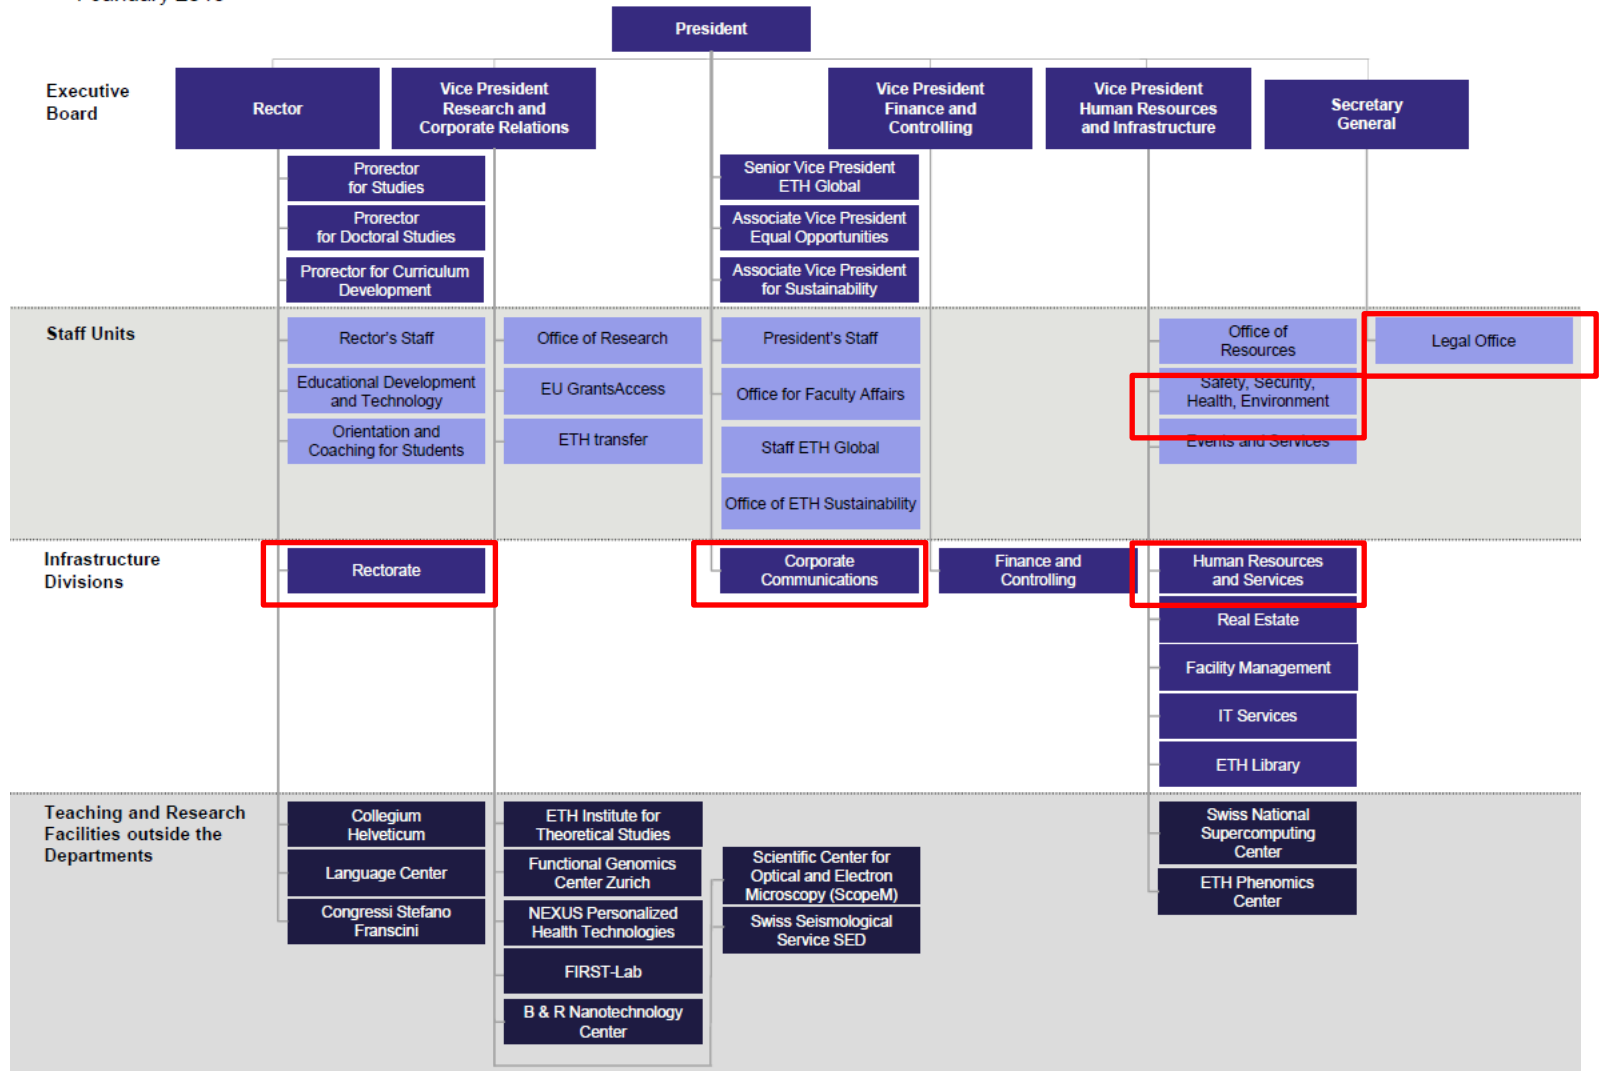 President
Executive
Board
Rector
Vice President
Research and
Corporate Relations
Vice President
Finance and
Controlling
Vice President
Human Resources
and Infrastructure
Secretary
General
Prorector
for Studies
Prorector
for Doctoral Studies
Prorector for Curriculum
Development
Senior Vice President
ETH Global
Associate Vice President
Equal Opportunities
Associate Vice President
for Sustainability
Staff Units
Rector's Staff
Educational Development
and Technology
Orientation and
Coaching for Students
Office of Research
EU GrantsAccess
ETH transfer
President's Staff
Office for Faculty Affairs
Staff ETH Global
Office of ETH Sustainability
Office of
Resources
Safety, Security,
Health, Environment
Events and Services
Legal Office
Infrastructure
Divisions
Rectorate
Corporate
Communications
Finance and
Controlling
Human Resources
and Services
Real Estate
Facility Management
IT Services
ETH Library
Teaching and Research
Facilities outside the
Departments
Collegium
Helveticum
Language Center
Congressi Stefano
Franscini
ETH Institute for
Theoretical Studies
Functional Genomics
Center Zurich
NEXUS Personalized
Health Technologies
FIRST-Lab
B & R Nanotechnology
Center
Scientific Center for
Optical and Electron
Microscopy (ScopeM)
Swiss Seismological
Service SED
Swiss National
Supercomputing
Center
ETH Phenomics
Center